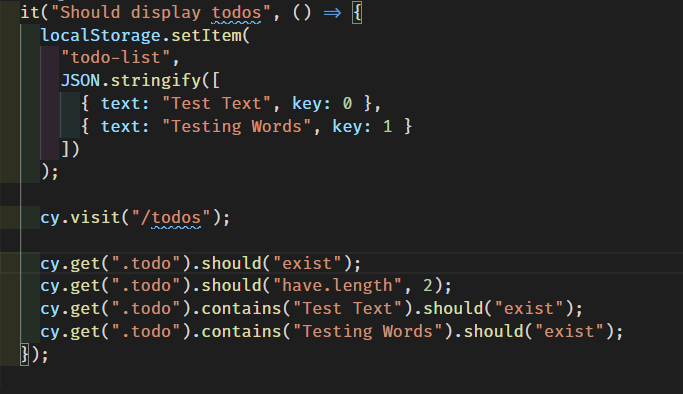 it("Should display todos", () => {
localStorage.setItem(
"todo-list",
JSON.stringify([
{ text: "Test Text", key: 0 },
{ text: "Testing Words", key: 1 }
])
);
cy.visit("/todos");
cy.get(".todo").should("exist");
cy.get(".todo").should("have.length", 2);
cy.get(".todo").contains("Test Text").should("exist");
cy.get(".todo").contains("Testing Words").should("exist");
});